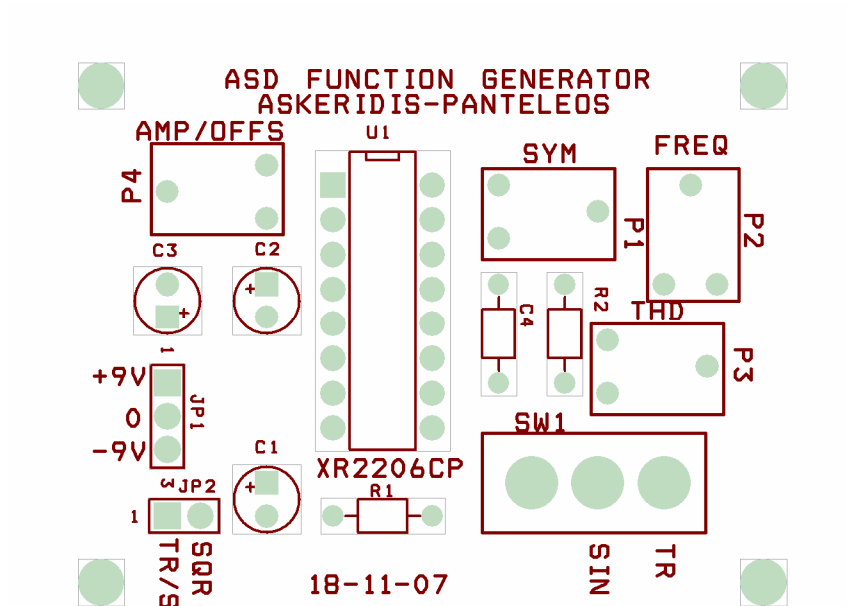 ASD FUNCTION GENERATOR
ASKERIDIS-PANTELEOS
AMP/OFFS
U1
SYM
FREQ
P4
P1
P2
C3
C2
+
+
C4
R2
THD
P3
1
+9V
0
-9V
JP1
3
SW1
C1
+
XR2206CP
JP2
R1
1
TR/S
SQR
SIN
TR
18-11-07